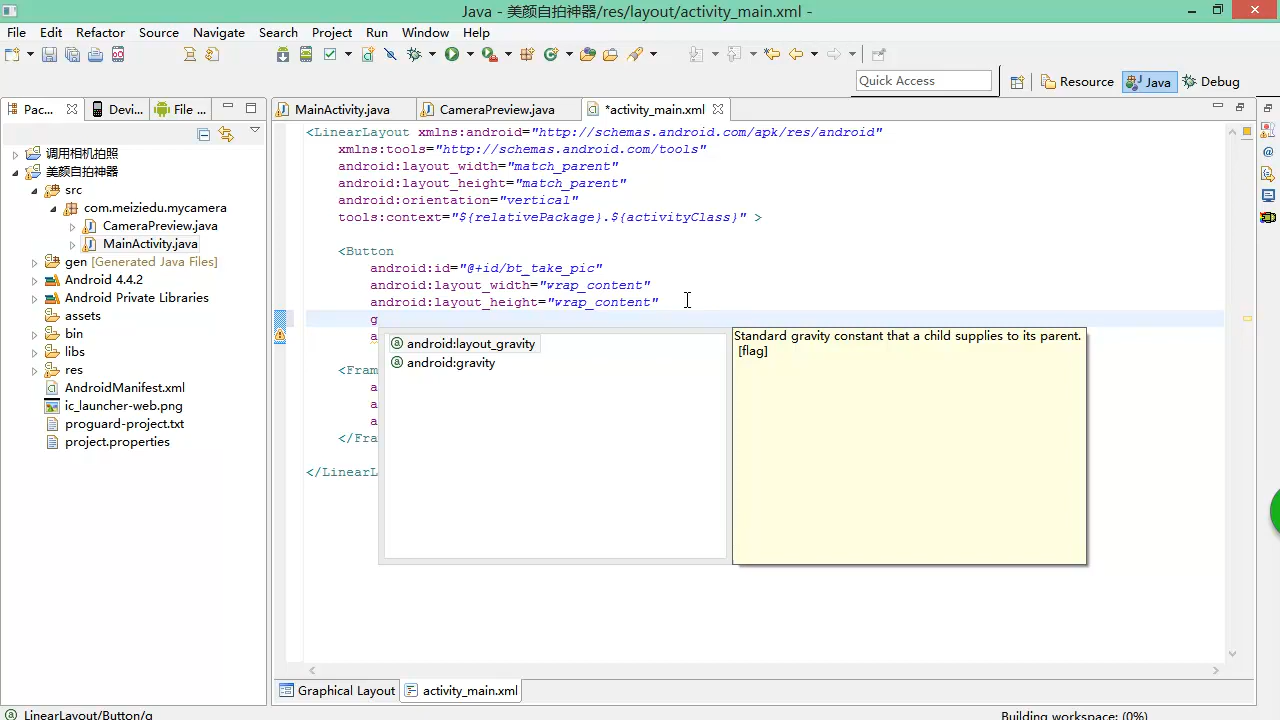 Java - 美颜自拍神器/res/layout/activity_main.xml -
File Edit Refactor Source Navigate Search Project Run Window Help
Quick Access
Resource
Java
Debug
Pac...
Devi...
File ...
MainActivity.java
CameraPreview.java
*activity_main.xml
调用相机拍照
美颜自拍神器
src
com.meiziedu.mycamera
CameraPreview.java
MainActivity.java
gen [Generated Java Files]
Android 4.4.2
Android Private Libraries
assets
bin
libs
res
AndroidManifest.xml
ic_launcher-web.png
proguard-project.txt
project.properties
<LinearLayout xmlns:android="http://schemas.android.com/apk/res/android"
xmlns:tools="http://schemas.android.com/tools"
android:layout_width="match_parent"
android:layout_height="match_parent"
android:orientation="vertical"
tools:context="${relativePackage}.${activityClass}" >
<Button
android:id="@+id/bt_take_pic"
android:layout_width="wrap_content"
android:layout_height="wrap_content"
g
a
<Fram
a
a
a
</Fra
</LinearL
android:layout_gravity
android:gravity
Standard gravity constant that a child supplies to its parent.
[flag]
Graphical Layout
activity_main.xml
LinearLayout/Button/g
Building workspace: (0%)